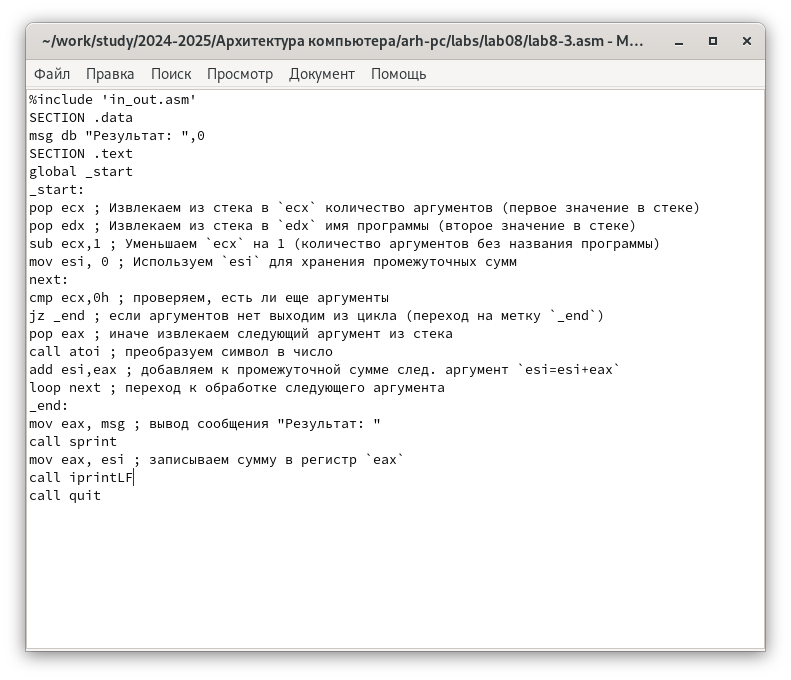 ~/work/study/2024-2025/Архитектура компьютера/arh-pc/labs/lab08/lab8-3.asm - M...
Файл Правка Поиск Просмотр Документ Помощь
%include 'in_out.asm'
SECTION .data
msg db "Результат: ",0
SECTION .text
global _start
_start:
pop ecx ; Извлекаем из стека в `ecx` количество аргументов (первое значение в стеке)
pop edx ; Извлекаем из стека в `edx` имя программы (второе значение в стеке)
sub ecx,1 ; Уменьшаем `ecx` на 1 (количество аргументов без названия программы)
mov esi, 0 ; Используем `esi` для хранения промежуточных сумм
next:
cmp ecx,0h ; проверяем, есть ли еще аргументы
jz _end ; если аргументов нет выходим из цикла (переход на метку `_end`)
pop eax ; иначе извлекаем следующий аргумент из стека
call atoi ; преобразуем символ в число
add esi,eax ; добавляем к промежуточной сумме след. аргумент `esi=esi+eax`
loop next ; переход к обработке следующего аргумента
_end:
mov eax, msg ; вывод сообщения "Результат: "
call sprint
mov eax, esi ; записываем сумму в регистр `eax`
call iprintLF
call quit